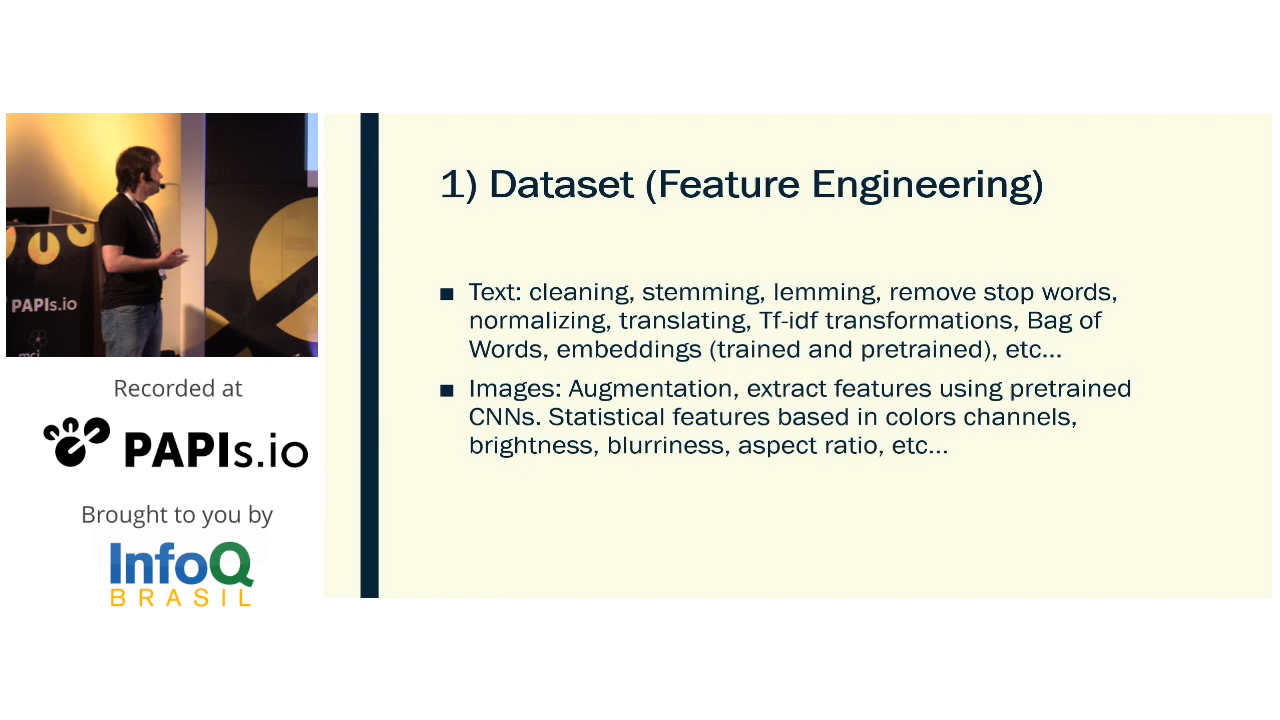 PAPIs.io
mci
Recorded at
PAPIs.io
Brought to you by
InfoQ
BRASIL
1) Dataset (Feature Engineering)
■ Text: cleaning, stemming, lemming, remove stop words,
normalizing, translating, Tf-idf transformations, Bag of
Words, embeddings (trained and pretrained), etc...
■ Images: Augmentation, extract features using pretrained
CNNs. Statistical features based in colors channels,
brightness, blurriness, aspect ratio, etc...